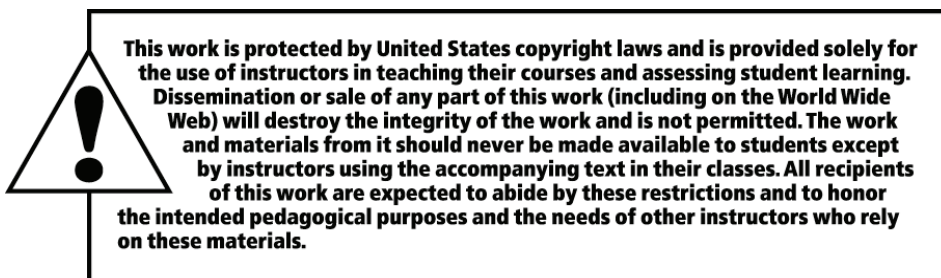 This work is protected by United States copyright laws and is provided solely for
the use of instructors in teaching their courses and assessing student learning.
Dissemination or sale of any part of this work (including on the World Wide
Web) will destroy the integrity of the work and is not permitted. The work
and materials from it should never be made available to students except
by instructors using the accompanying text in their classes. All recipients
of this work are expected to abide by these restrictions and to honor
the intended pedagogical purposes and the needs of other instructors who rely
on these materials.